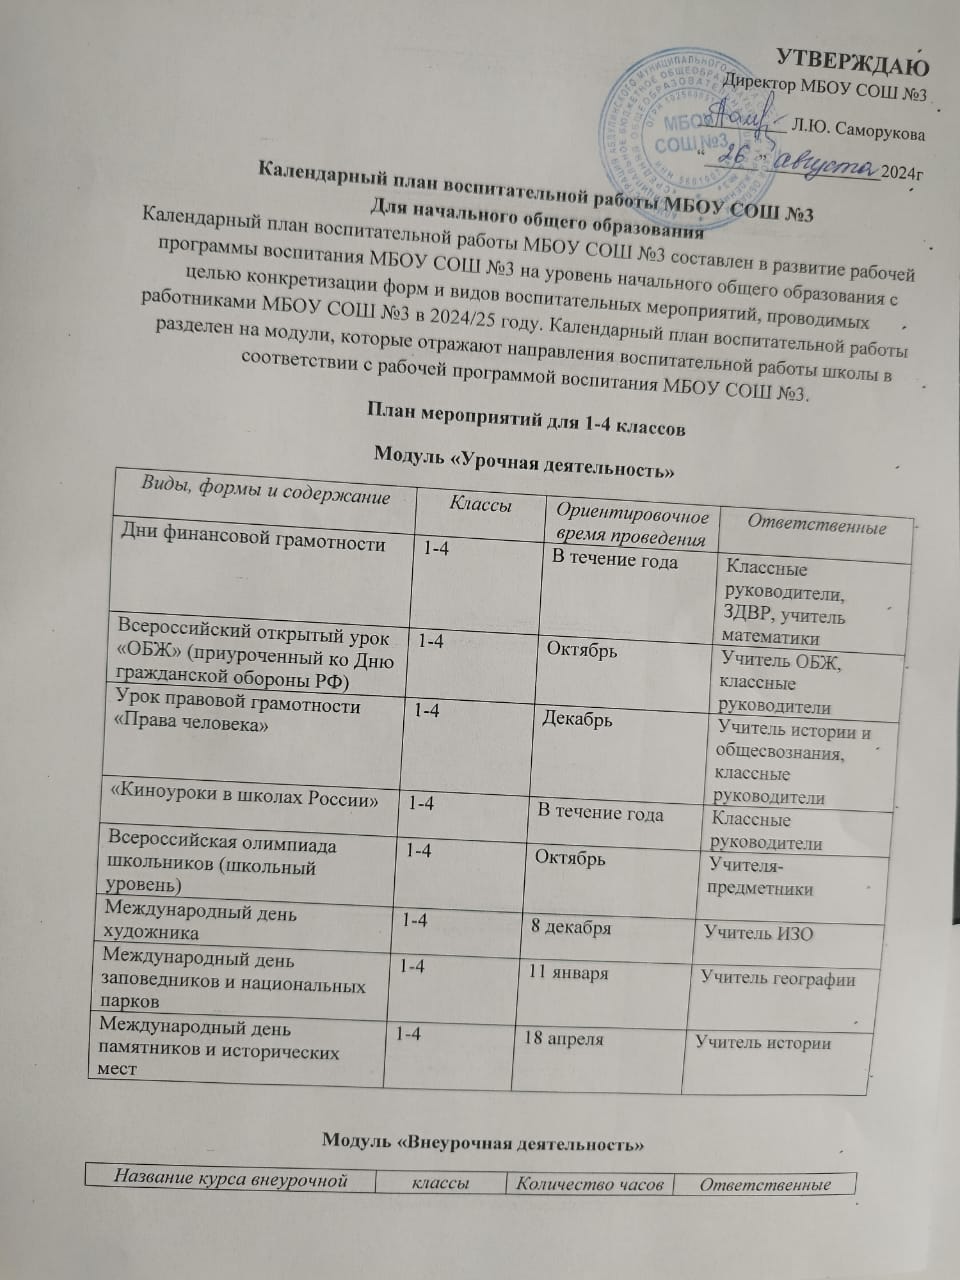 УТВЕРЖДАЮ
Директор МБОУ СОШ №3
Л.Ю. Саморукова
“ 26 ” августа 2024г
МБОУ
СОШ №3
Календарный план воспитательной работы МБОУ СОШ №3
Для начального общего образования
Календарный план воспитательной работы МБОУ СОШ №3 составлен в развитие рабочей
программы воспитания МБОУ СОШ №3 на уровень начального общего образования с
целью конкретизации форм и видов воспитательных мероприятий, проводимых
работниками МБОУ СОШ №3 в 2024/25 году. Календарный план воспитательной работы
разделен на модули, которые отражают направления воспитательной работы школы в
соответствии с рабочей программой воспитания МБОУ СОШ №3.
План мероприятий для 1-4 классов
Модуль «Урочная деятельность»
Виды, формы и содержание
Классы
Ориентировочное
время проведения
Ответственные
Дни финансовой грамотности
1-4
В течение года
Классные
руководители,
ЗДВР, учитель
математики
Всероссийский открытый урок
«ОБЖ» (приуроченный ко Дню
гражданской обороны РФ)
1-4
Октябрь
Учитель ОБЖ,
классные
руководители
Урок правовой грамотности
«Права человека»
1-4
Декабрь
Учитель истории и
общесвознания,
классные
руководители
«Киноуроки в школах России»
1-4
В течение года
Классные
руководители
Всероссийская олимпиада
школьников (школьный
уровень)
1-4
Октябрь
Учителя-
предметники
Международный день
художника
1-4
8 декабря
Учитель ИЗО
Международный день
заповедников и национальных
парков
1-4
11 января
Учитель географии
Международный день
памятников и исторических
мест
1-4
18 апреля
Учитель истории
Модуль «Внеурочная деятельность»
Название курса внеурочной
классы
Количество часов
Ответственные